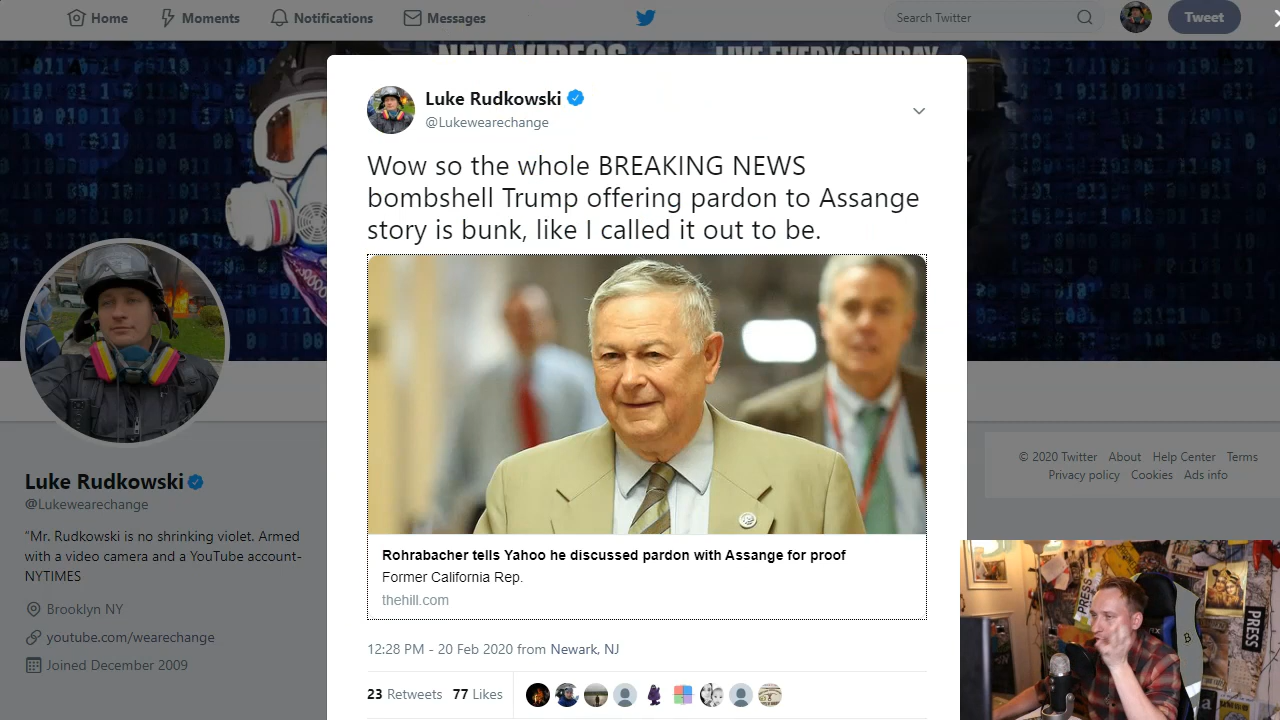 Home
Moments
Notifications
Messages
Search Twitter
Tweet
NEW VIDEOS
LIVE EVERY SUNDAY
Luke Rudkowski
@Lukewearechange
Wow so the whole BREAKING NEWS
bombshell Trump offering pardon to Assange
story is bunk, like I called it out to be.
Rohrabacher tells Yahoo he discussed pardon with Assange for proof
Former California Rep.
thehill.com
12:28 PM - 20 Feb 2020 from Newark, NJ
23 Retweets 77 Likes
Luke Rudkowski
@Lukewearechange
"Mr. Rudkowski is no shrinking violet. Armed
with a video camera and a YouTube account-
NYTIMES
Brooklyn NY
youtube.com/wearechange
Joined December 2009
© 2020 Twitter About Help Center Terms
Privacy policy Cookies Ads info
PRESS
PRESS
B